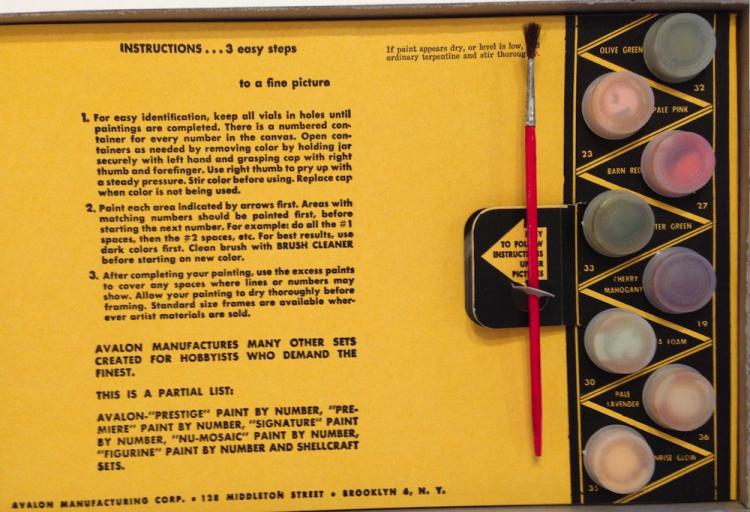 INSTRUCTIONS...3 easy steps
to a fine picture
If paint appears dry, or level is low,
ordinary terpentine and stir
1. For easy identification, keep all vials in holes until
paintings are completed. There is a numbered con-
tainer for every number in the canvas. Open con-
tainers as needed by removing color by holding jar
securely with left hand and grasping cap with right
thumb and forefinger. Use right thumb to pry up with
a steady pressure. Stir color before using. Replace cap
when color is not being used.
2. Paint each area indicated by arrows first. Areas with
matching numbers should be painted first, before
starting the next number. For example: do all the #1
spaces, then the #2 spaces, etc. For best results, use
dark colors first. Clean brush with BRUSH CLEANER
before starting on new color.
3. After completing your painting, use the excess paints
to cover any spaces where lines or numbers may
show. Allow your painting to dry thoroughly before
framing. Standard size frames are available wher-
ever artist materials are sold.
AVALON MANUFACTURES MANY OTHER SETS
CREATED FOR HOBBYISTS WHO DEMAND THE
FINEST.
THIS IS A PARTIAL LIST:
AVALON-"PRESTIGE" PAINT BY NUMBER, "PRE-
MIERE" PAINT BY NUMBER, "SIGNATURE" PAINT
BY NUMBER, "NU-MOSAIC" PAINT BY NUMBER,
"FIGURINE" PAINT BY NUMBER AND SHELLCRAFT
SETS.
AVALON MANUFACTURING CORP. • 128 MIDDLETON STREET • BROOKLYN 6, N. Y.
TO FOLLOW
OLIVE GREEN
32
PALE PINK
23
BARN RED
27
GREEN
33
CHERRY
MAHOGANY
19
FOAM
30
PALE
LAVENDER
36
GLOW